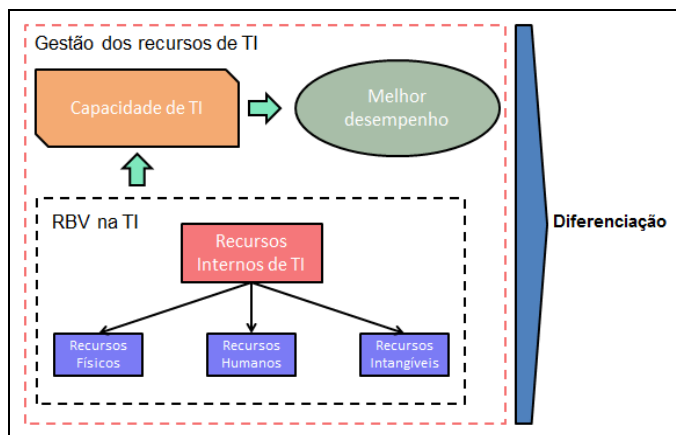 Gestão dos recursos de TI
Capacidade de TI
Melhor
desempenho
RBV na TI
Recursos
Internos de TI
Recursos
Físicos
Recursos
Humanos
Recursos
Intangíveis
Diferenciação